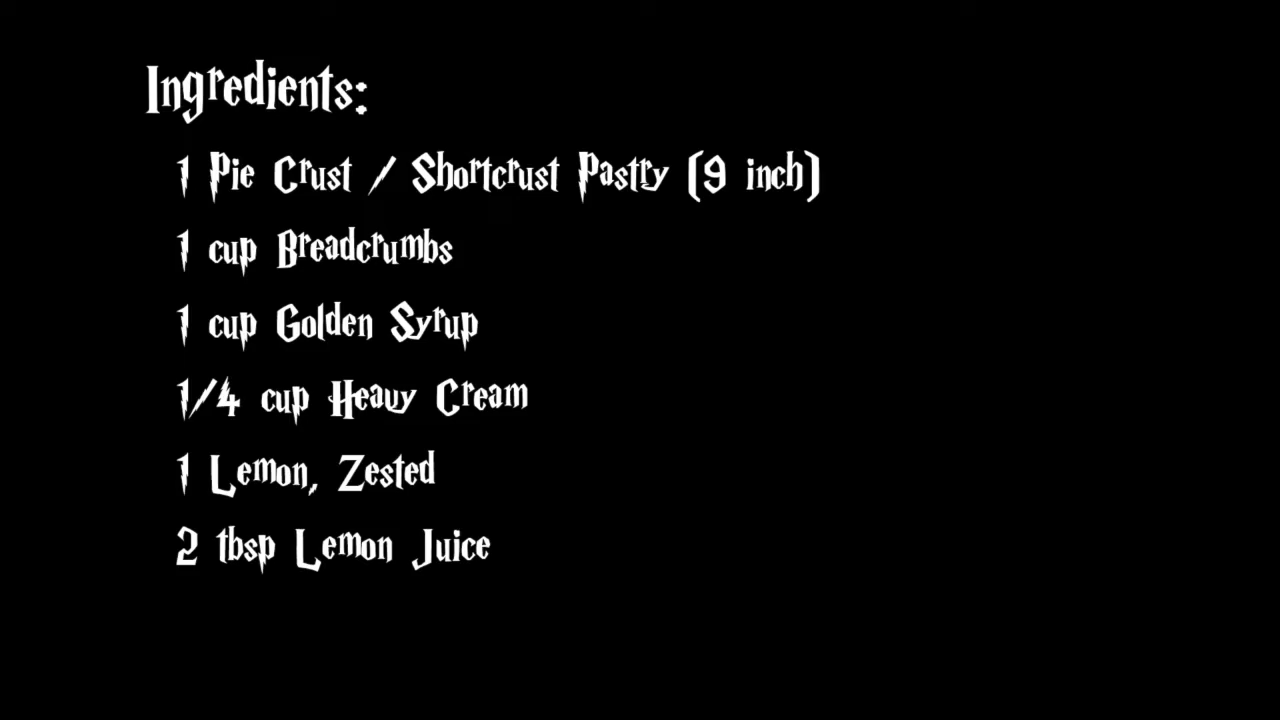 Ingredients:
1 Pie Crust / Shortcrust Pastry (9 inch)
1 cup Breadcrumbs
1 cup Golden Syrup
1/4 cup Heavy Cream
1 Lemon, Zested
2 tbsp Lemon Juice